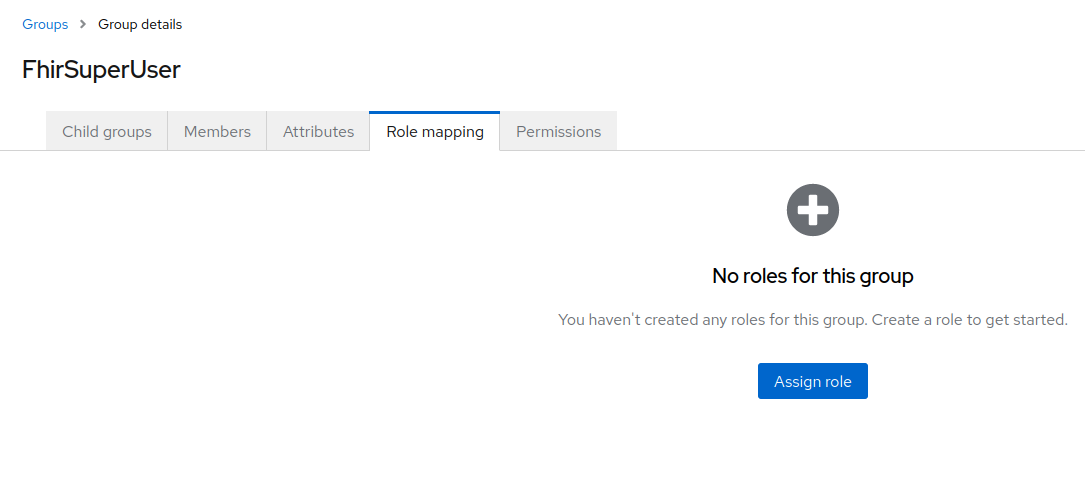 Groups > Group details
FhirSuperUser
Child groups Members Attributes Role mapping Permissions
No roles for this group
You haven't created any roles for this group. Create a role to get started.
Assign role